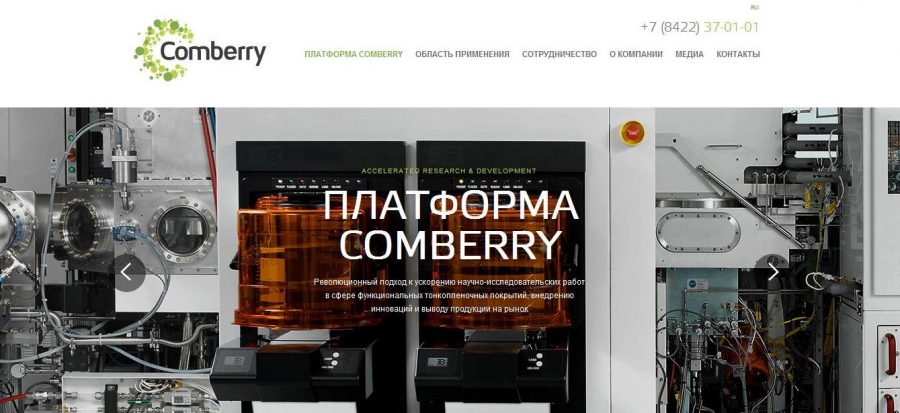 RU
+7 (8422) 37-01-01
Comberry
ПЛАТФОРМА COMBERRY ОБЛАСТЬ ПРИМЕНЕНИЯ СОТРУДНИЧЕСТВО О КОМПАНИИ МЕДИА КОНТАКТЫ
ACCELERATED RESEARCH & DEVELOPMENT
ПЛАТФОРМА
COMBERRY
Революционный подход к ускорению научно-исследовательских работ
в сфере функциональных тонкопленочных покрытий, внедрению
инноваций и выводу продукции на рынок